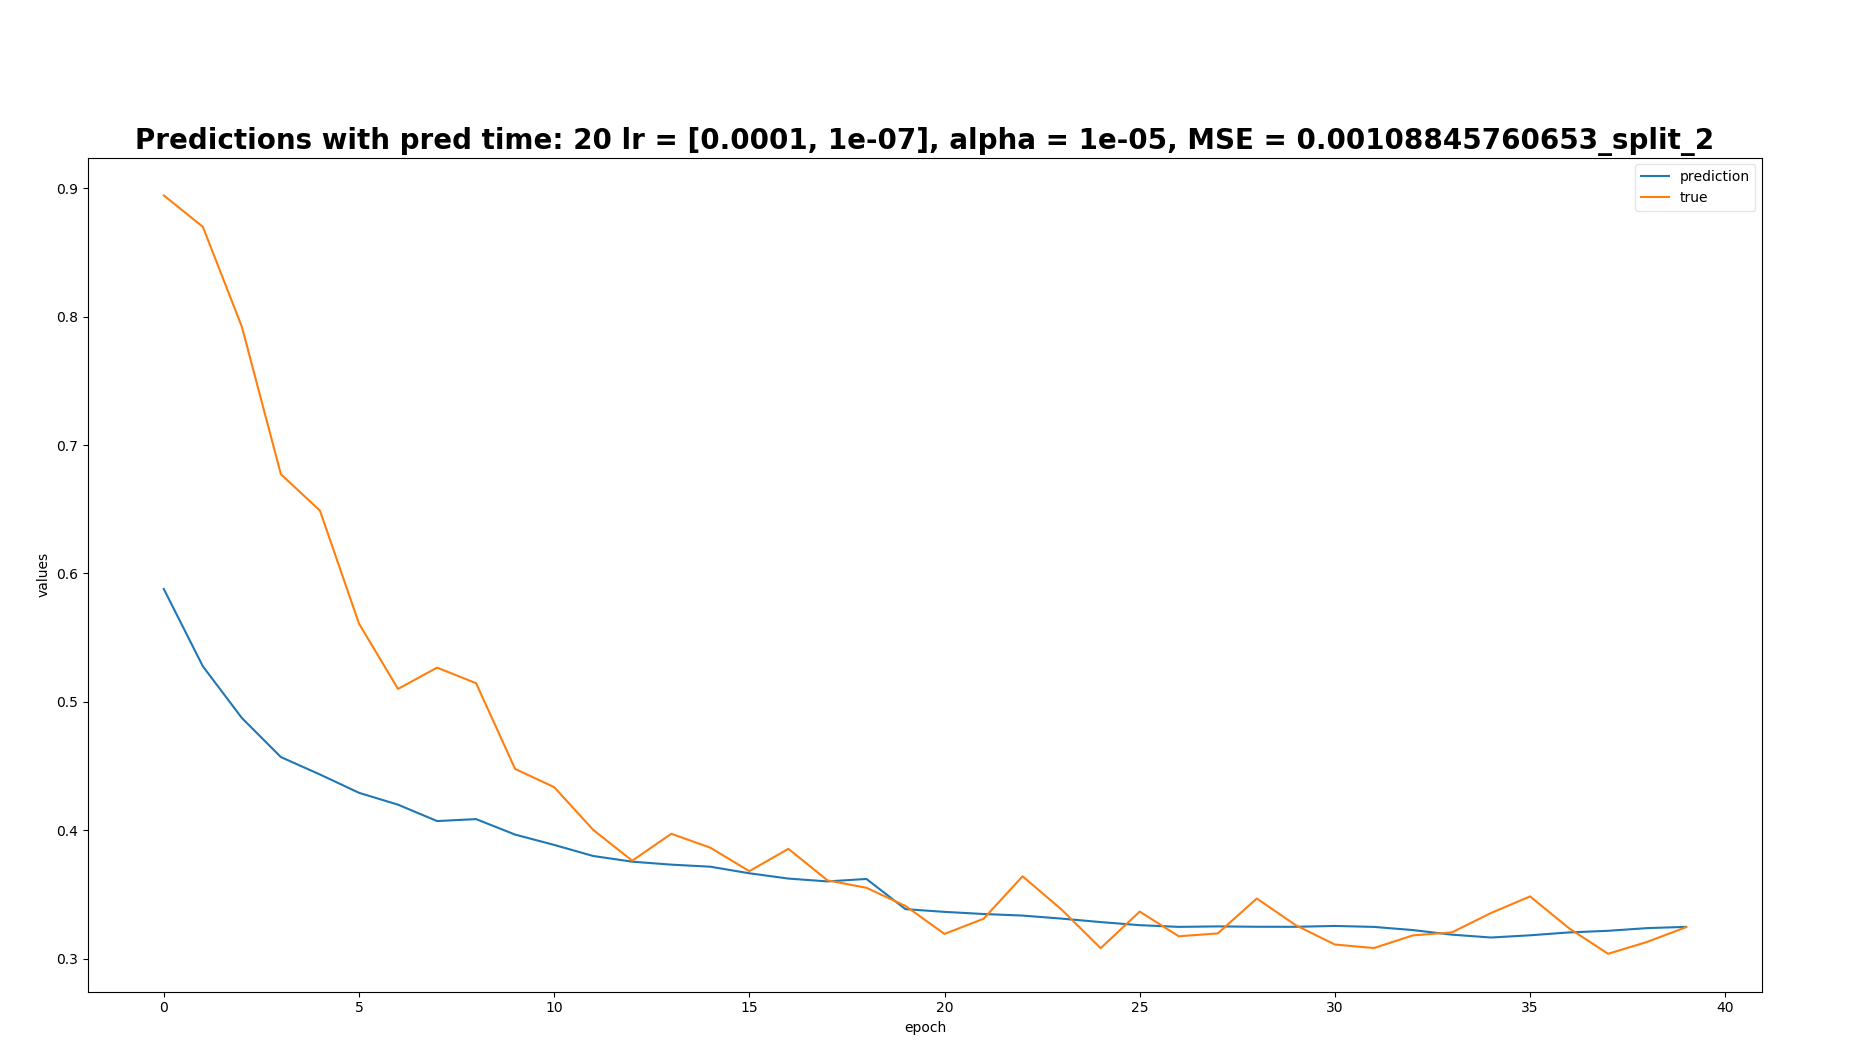 Predictions with pred time: 20 lr = [0.0001, 1e-07], alpha = 1e-05, MSE = 0.00108845760653_split_2
prediction
true
0.9
0.8
0.7
0.6
0.5
0.4
0.3
values
0 5 10 15 20 25 30 35 40
epoch